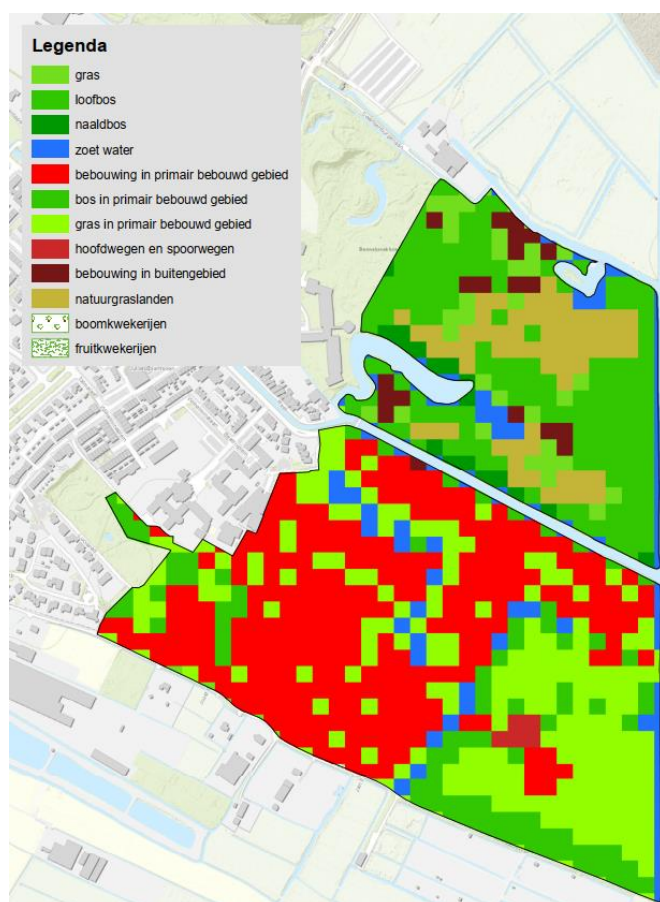 Legenda
gras
loofbos
naaldbos
zoet water
bebouwing in primair bebouwd gebied
bos in primair bebouwd gebied
gras in primair bebouwd gebied
hoofdwegen en spoorwegen
bebouwing in buitengebied
natuurgraslanden
boomkwekerijen
fruitkwekerijen